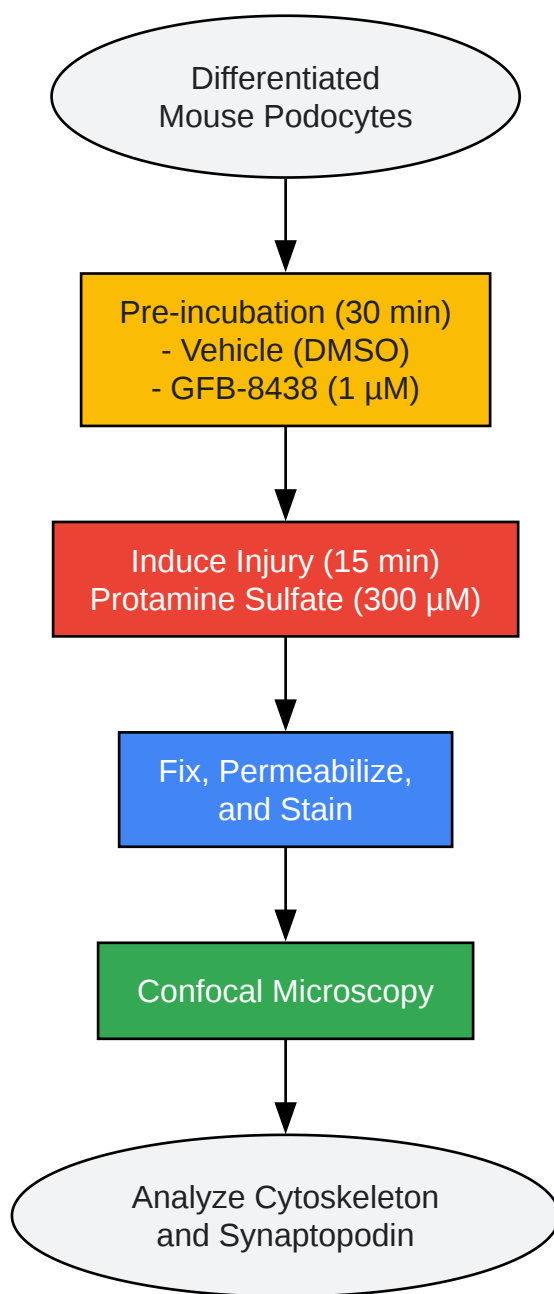 Differentiated
Mouse Podocytes
Pre-incubation (30 min)
- Vehicle (DMSO)
- GFB-8438 (1 µM)
Induce Injury (15 min)
Protamine Sulfate (300 µM)
Fix, Permeabilize,
and Stain
Confocal Microscopy
Analyze Cytoskeleton
and Synaptopodin